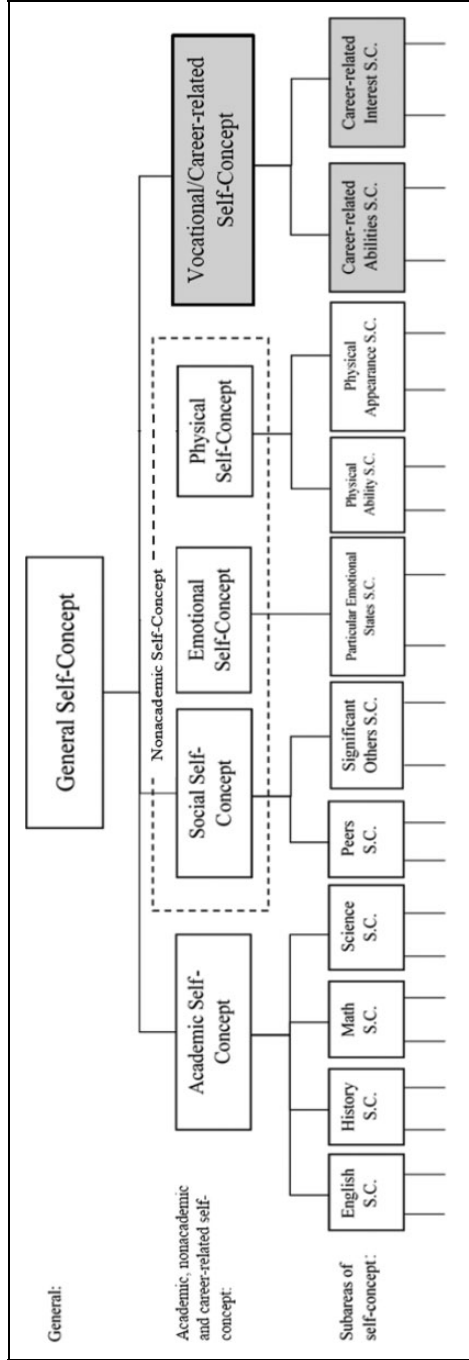 General:
General Self-Concept
Academic, nonacademic
and career-related self-
concept:
Nonacademic Self-Concept
Academic Self-
Concept
Social Self-
Concept
Emotional
Self-Concept
Physical
Self-Concept
Vocational/Career-related
Self-Concept
Subareas of
self-concept:
English
S.C.
History
S.C.
Math
S.C.
Science
S.C.
Peers
S.C.
Significant
Others S.C.
Particular Emotional
States S.C.
Physical
Ability S.C.
Physical
Appearance S.C.
Career-related
Abilities S.C.
Career-related
Interest S.C.